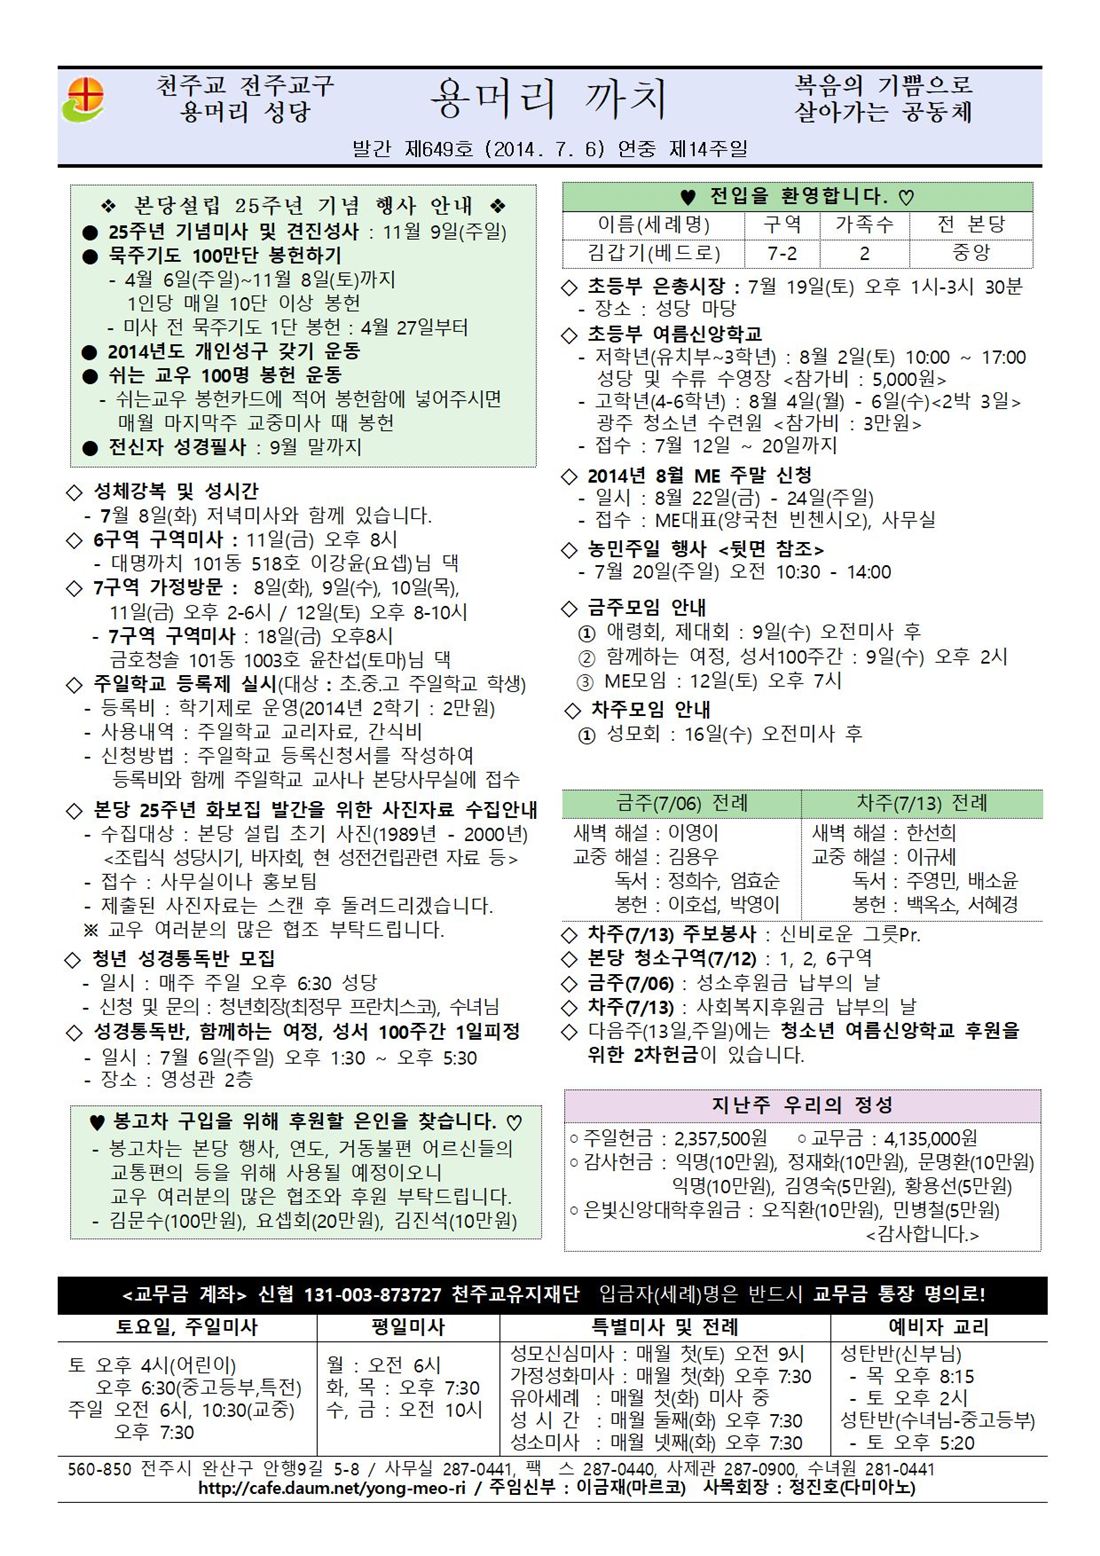 천주교 전주교구
용머리 성당
용머리 까치
복음의 기쁨으로
살아가는 공동체
발간 제649호 (2014. 7. 6) 연중 제14주일
❖ 본당설립 25주년 기념 행사 안내 ❖
● 25주년 기념미사 및 견진성사 : 11월 9일(주일)
● 묵주기도 100만단 봉헌하기
- 4월 6일(주일)~11월 8일(토)까지
1인당 매일 10단 이상 봉헌
- 미사 전 묵주기도 1단 봉헌 : 4월 27일부터
● 2014년도 개인성구 갖기 운동
● 쉬는 교우 100명 봉헌 운동
- 쉬는교우 봉헌카드에 적어 봉헌함에 넣어주시면
매월 마지막주 교중미사 때 봉헌
● 전신자 성경필사 : 9월 말까지
◇ 성체강복 및 성시간
- 7월 8일(화) 저녁미사와 함께 있습니다.
◇ 6구역 구역미사 : 11일(금) 오후 8시
- 대명까치 101동 518호 이강윤(요셉)님 댁
◇ 7구역 가정방문 : 8일(화), 9일(수), 10일(목),
11일(금) 오후 2-6시 / 12일(토) 오후 8-10시
- 7구역 구역미사 : 18일(금) 오후8시
금호청솔 101동 1003호 윤찬섭(토마)님 댁
◇ 주일학교 등록제 실시(대상 : 초.중.고 주일학교 학생)
- 등록비 : 학기제로 운영(2014년 2학기 : 2만원)
- 사용내역 : 주일학교 교리자료, 간식비
- 신청방법 : 주일학교 등록신청서를 작성하여
등록비와 함께 주일학교 교사나 본당사무실에 접수
◇ 본당 25주년 화보집 발간을 위한 사진자료 수집안내
- 수집대상 : 본당 설립 초기 사진(1989년 - 2000년)
<조립식 성당시기, 바자회, 현 성전건립관련 자료 등>
- 접수 : 사무실이나 홍보팀
- 제출된 사진자료는 스캔 후 돌려드리겠습니다.
※ 교우 여러분의 많은 협조 부탁드립니다.
◇ 청년 성경통독반 모집
- 일시 : 매주 주일 오후 6:30 성당
- 신청 및 문의 : 청년회장(최정무 프란치스코), 수녀님
◇ 성경통독반, 함께하는 여정, 성서 100주간 1일피정
- 일시 : 7월 6일(주일) 오후 1:30 ~ 오후 5:30
- 장소 : 영성관 2층
♥ 봉고차 구입을 위해 후원할 은인을 찾습니다. ♡
- 봉고차는 본당 행사, 연도, 거동불편 어르신들의
교통편의 등을 위해 사용될 예정이오니
교우 여러분의 많은 협조와 후원 부탁드립니다.
- 김문수(100만원), 요셉회(20만원), 김진석(10만원)
♥ 전입을 환영합니다. ♡
이름(세례명) 구역 가족수 전 본당
김갑기(베드로) 7-2 2 중앙
◇ 초등부 은총시장 : 7월 19일(토) 오후 1시-3시 30분
- 장소 : 성당 마당
◇ 초등부 여름신앙학교
- 저학년(유치부~3학년) : 8월 2일(토) 10:00 ~ 17:00
성당 및 수류 수영장 <참가비 : 5,000원>
- 고학년(4-6학년) : 8월 4일(월) - 6일(수)<2박 3일>
광주 청소년 수련원 <참가비 : 3만원>
- 접수 : 7월 12일 ~ 20일까지
◇ 2014년 8월 ME 주말 신청
- 일시 : 8월 22일(금) - 24일(주일)
- 접수 : ME대표(양국천 빈첸시오), 사무실
◇ 농민주일 행사 <뒷면 참조>
- 7월 20일(주일) 오전 10:30 - 14:00
◇ 금주모임 안내
① 애령회, 제대회 : 9일(수) 오전미사 후
② 함께하는 여정, 성서100주간 : 9일(수) 오후 2시
③ ME모임 : 12일(토) 오후 7시
◇ 차주모임 안내
① 성모회 : 16일(수) 오전미사 후
금주(7/06) 전례 차주(7/13) 전례
새벽 해설 : 이영이 새벽 해설 : 한선희
교중 해설 : 김용우 교중 해설 : 이규세
독서 : 정희수, 엄효순 독서 : 주영민, 배소윤
봉헌 : 이호섭, 박영이 봉헌 : 백옥소, 서혜경
◇ 차주(7/13) 주보봉사 : 신비로운 그릇Pr.
◇ 본당 청소구역(7/12) : 1, 2, 6구역
◇ 금주(7/06) : 성소후원금 납부의 날
◇ 차주(7/13) : 사회복지후원금 납부의 날
◇ 다음주(13일,주일)에는 청소년 여름신앙학교 후원을
위한 2차헌금이 있습니다.
지난주 우리의 정성
○ 주일헌금 : 2,357,500원 ○ 교무금 : 4,135,000원
○ 감사헌금 : 익명(10만원), 정재화(10만원), 문명환(10만원)
익명(10만원), 김영숙(5만원), 황용선(5만원)
○ 은빛신앙대학후원금 : 오직환(10만원), 민병철(5만원)
<감사합니다.>
<교무금 계좌> 신협 131-003-873727 천주교유지재단 입금자(세례)명은 반드시 교무금 통장 명의로!
토요일, 주일미사 평일미사 특별미사 및 전례 예비자 교리
토 오후 4시(어린이)
오후 6:30(중고등부,특전)
주일 오전 6시, 10:30(교중)
오후 7:30
월 : 오전 6시
화, 목 : 오후 7:30
수, 금 : 오전 10시
성모신심미사 : 매월 첫(토) 오전 9시
가정성화미사 : 매월 첫(화) 오후 7:30
유아세례 : 매월 첫(화) 미사 중
성 시 간 : 매월 둘째(화) 오후 7:30
성소미사 : 매월 넷째(화) 오후 7:30
성탄반(신부님)
- 목 오후 8:15
- 토 오후 2시
성탄반(수녀님-중고등부)
- 토 오후 5:20
560-850 전주시 완산구 안행9길 5-8 / 사무실 287-0441, 팩 스 287-0440, 사제관 287-0900, 수녀원 281-0441
http://cafe.daum.net/yong-meo-ri / 주임신부 : 이금재(마르코) 사목회장 : 정진호(다미아노)